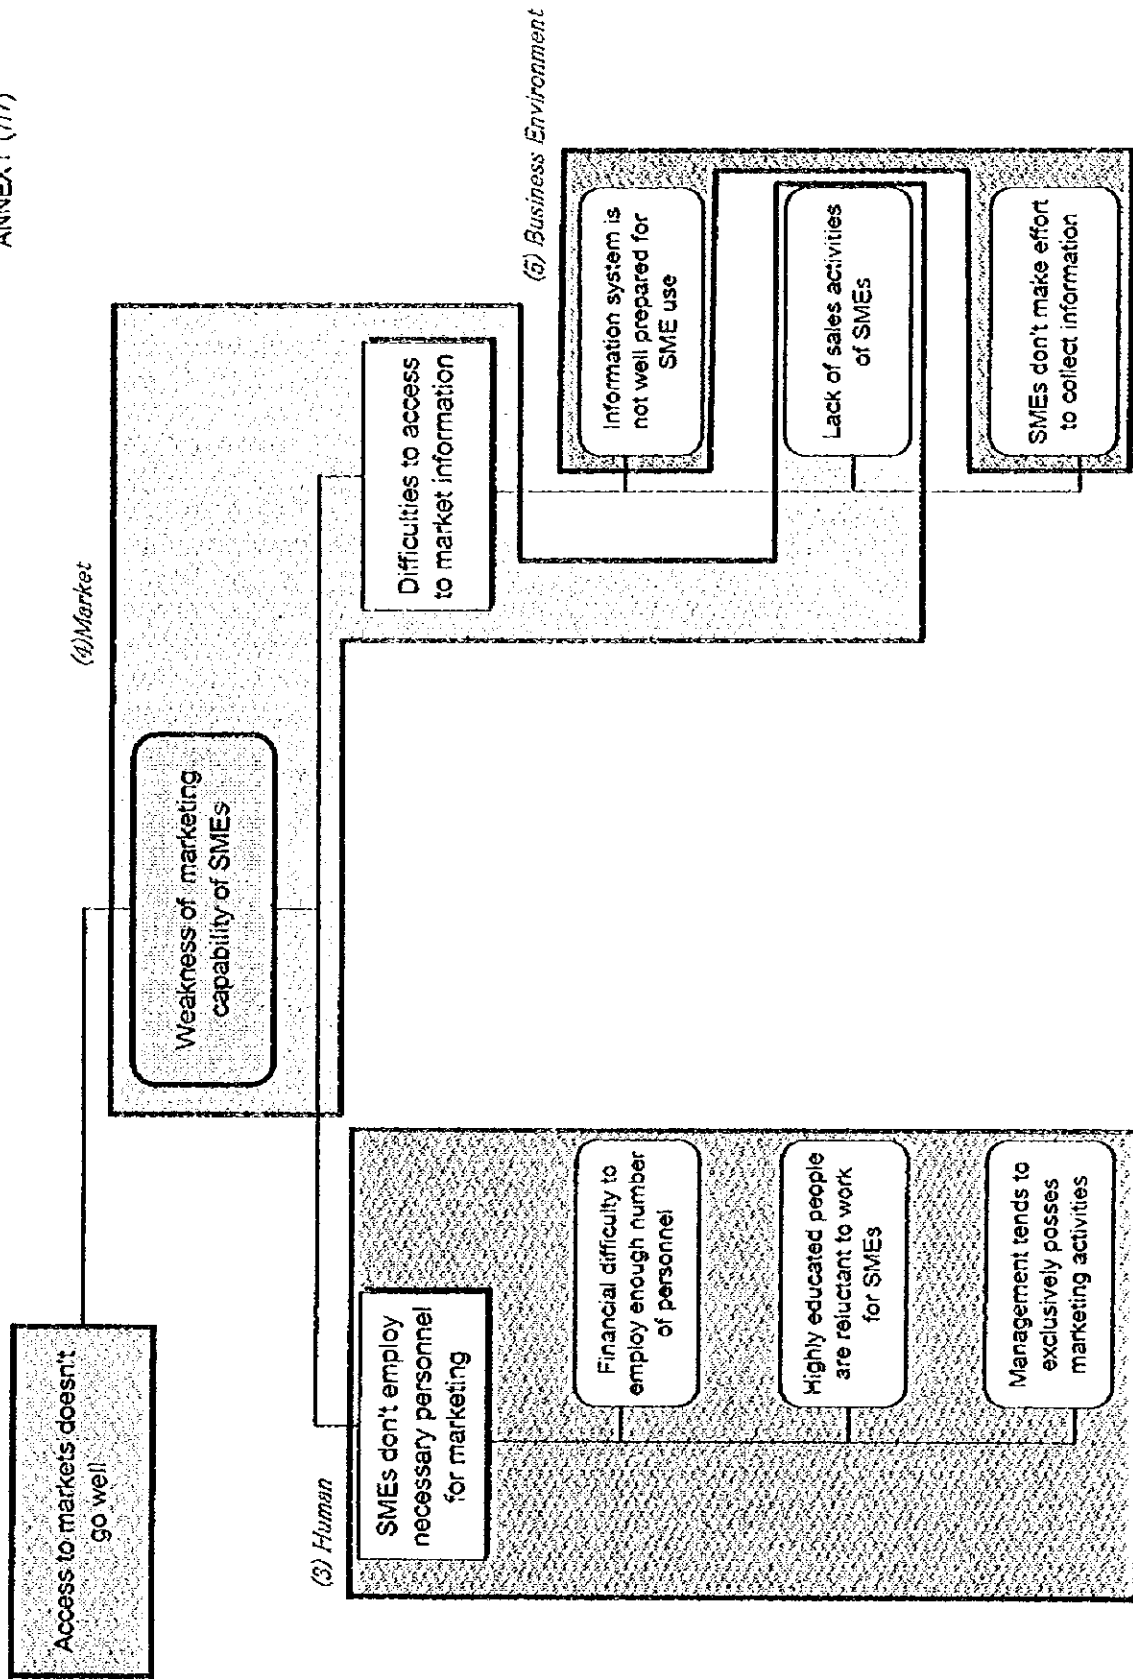 ANNEX I (7/7)
Access to markets doesn't
go well
(4)Market
Weakness of marketing
capability of SMEs
(3) Human
SMEs don't employ
necessary personnel
for marketing
Financial difficulty to
employ enough number
of personnel
Highly educated people
are reluctant to work
for SMEs
Management tends to
exclusively posses
marketing activities
Difficulties to access
to market information
(5) Business Environment
Information system is
not well prepared for
SME use
Lack of sales activities
of SMEs
SMEs don't make effort
to collect information